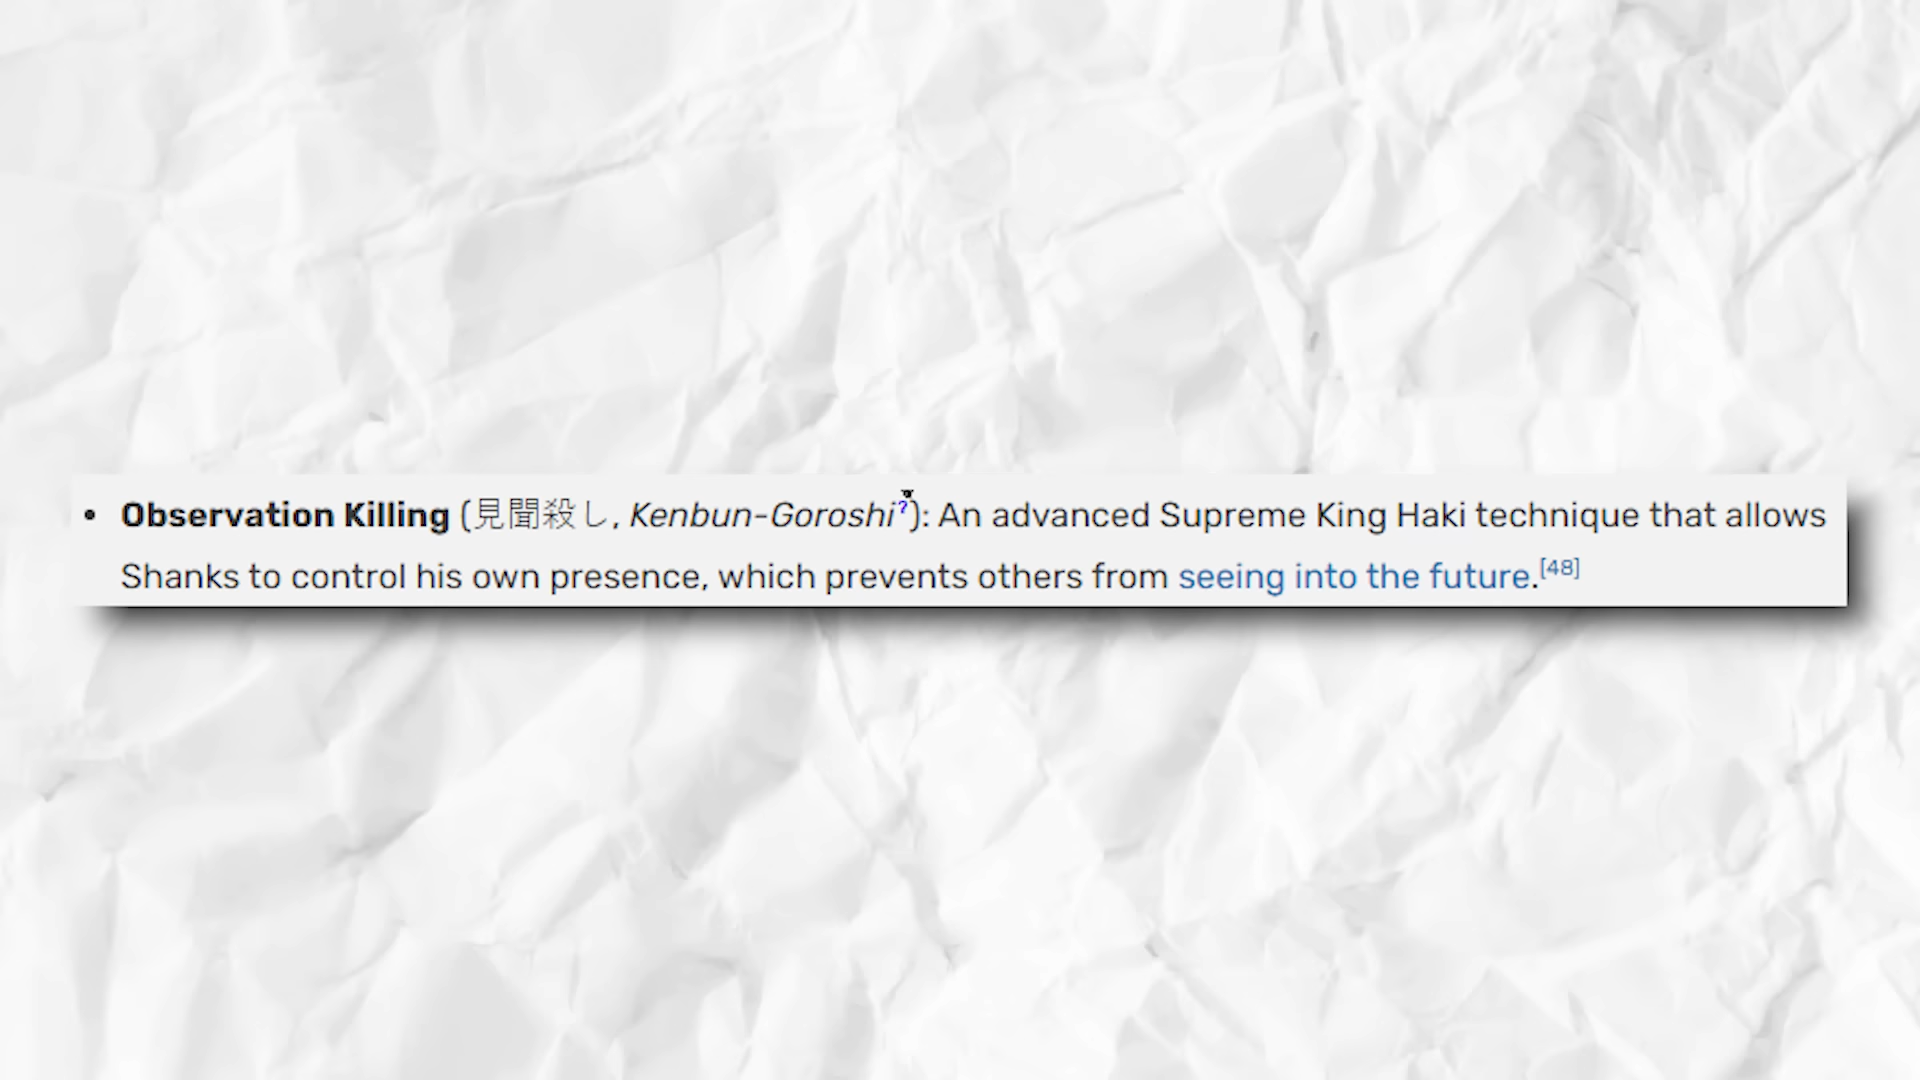 • Observation Killing (見聞殺し, Kenbun-Goroshi?): An advanced Supreme King Haki technique that allows
Shanks to control his own presence, which prevents others from seeing into the future.[48]